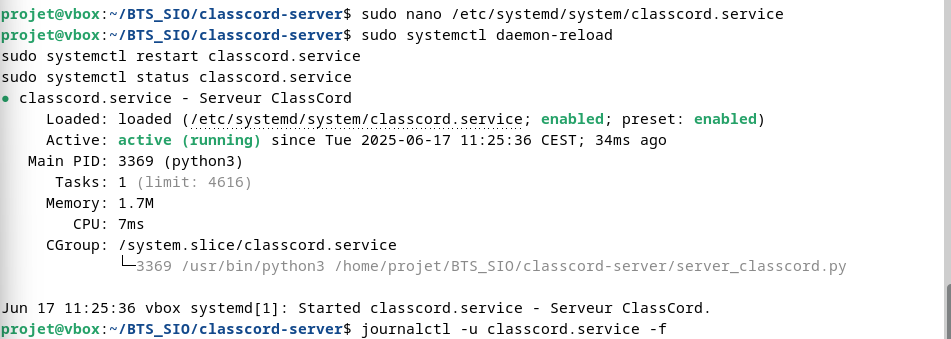 projet@vbox:~/BTS_SIO/classcord-server$ sudo nano /etc/systemd/system/classcord.service
projet@vbox:~/BTS_SIO/classcord-server$ sudo systemctl daemon-reload
sudo systemctl restart classcord.service
sudo systemctl status classcord.service
● classcord.service - Serveur ClassCord
     Loaded: loaded (/etc/systemd/system/classcord.service; enabled; preset: enabled)
     Active: active (running) since Tue 2025-06-17 11:25:36 CEST; 34ms ago
   Main PID: 3369 (python3)
      Tasks: 1 (limit: 4616)
     Memory: 1.7M
        CPU: 7ms
     CGroup: /system.slice/classcord.service
             └─3369 /usr/bin/python3 /home/projet/BTS_SIO/classcord-server/server_classcord.py

Jun 17 11:25:36 vbox systemd[1]: Started classcord.service - Serveur ClassCord.
projet@vbox:~/BTS_SIO/classcord-server$ journalctl -u classcord.service -f